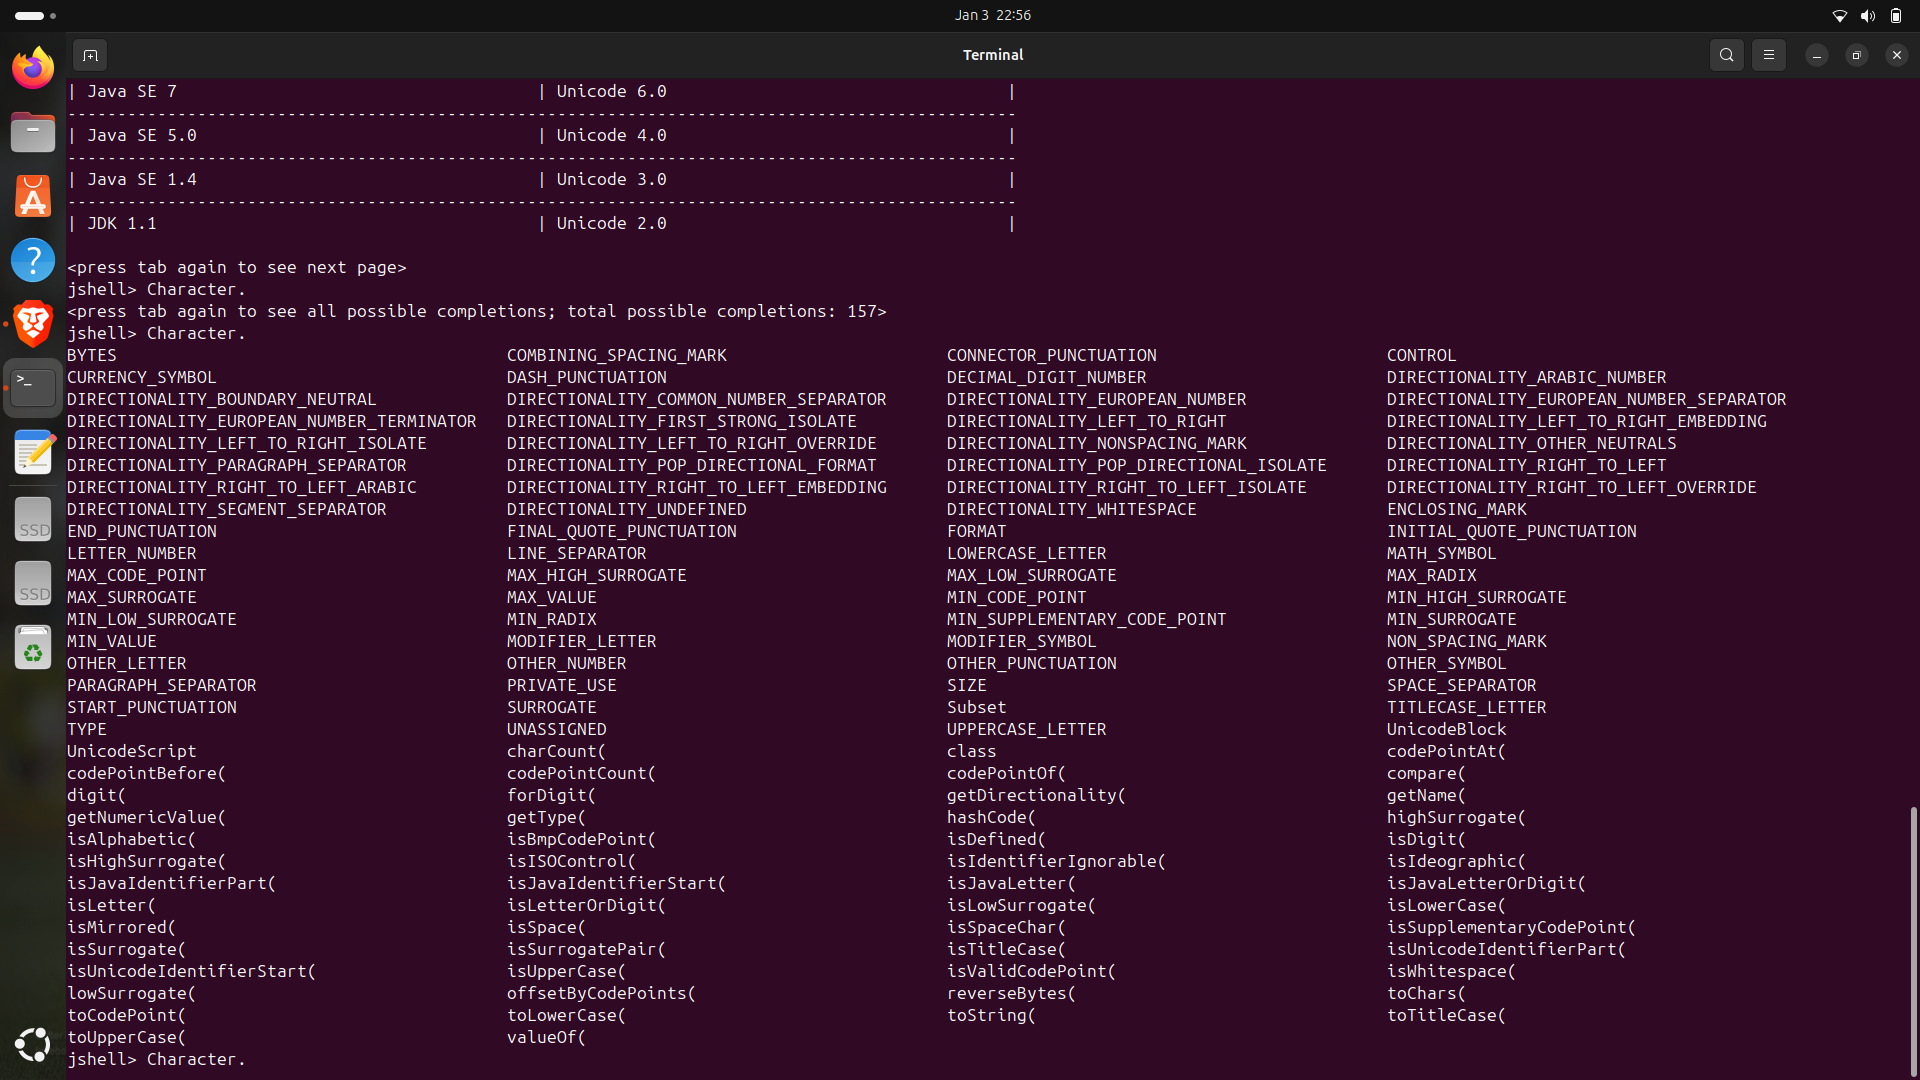 Jan 3 22:56
Terminal
| Java SE 7 | Unicode 6.0 |
-----------------------------------------------------------------------------------------------
| Java SE 5.0 | Unicode 4.0 |
-----------------------------------------------------------------------------------------------
| Java SE 1.4 | Unicode 3.0 |
-----------------------------------------------------------------------------------------------
| JDK 1.1 | Unicode 2.0 |
<press tab again to see next page>
jshell> Character.
<press tab again to see all possible completions; total possible completions: 157>
jshell> Character.
BYTES COMBINING_SPACING_MARK CONNECTOR_PUNCTUATION CONTROL
CURRENCY_SYMBOL DASH_PUNCTUATION DECIMAL_DIGIT_NUMBER DIRECTIONALITY_ARABIC_NUMBER
DIRECTIONALITY_BOUNDARY_NEUTRAL DIRECTIONALITY_COMMON_NUMBER_SEPARATOR DIRECTIONALITY_EUROPEAN_NUMBER DIRECTIONALITY_EUROPEAN_NUMBER_SEPARATOR
DIRECTIONALITY_EUROPEAN_NUMBER_TERMINATOR DIRECTIONALITY_FIRST_STRONG_ISOLATE DIRECTIONALITY_LEFT_TO_RIGHT DIRECTIONALITY_LEFT_TO_RIGHT_EMBEDDING
DIRECTIONALITY_LEFT_TO_RIGHT_ISOLATE DIRECTIONALITY_LEFT_TO_RIGHT_OVERRIDE DIRECTIONALITY_NONSPACING_MARK DIRECTIONALITY_OTHER_NEUTRALS
DIRECTIONALITY_PARAGRAPH_SEPARATOR DIRECTIONALITY_POP_DIRECTIONAL_FORMAT DIRECTIONALITY_POP_DIRECTIONAL_ISOLATE DIRECTIONALITY_RIGHT_TO_LEFT
DIRECTIONALITY_RIGHT_TO_LEFT_ARABIC DIRECTIONALITY_RIGHT_TO_LEFT_EMBEDDING DIRECTIONALITY_RIGHT_TO_LEFT_ISOLATE DIRECTIONALITY_RIGHT_TO_LEFT_OVERRIDE
DIRECTIONALITY_SEGMENT_SEPARATOR DIRECTIONALITY_UNDEFINED DIRECTIONALITY_WHITESPACE ENCLOSING_MARK
END_PUNCTUATION FINAL_QUOTE_PUNCTUATION FORMAT INITIAL_QUOTE_PUNCTUATION
LETTER_NUMBER LINE_SEPARATOR LOWERCASE_LETTER MATH_SYMBOL
MAX_CODE_POINT MAX_HIGH_SURROGATE MAX_LOW_SURROGATE MAX_RADIX
MAX_SURROGATE MAX_VALUE MIN_CODE_POINT MIN_HIGH_SURROGATE
MIN_LOW_SURROGATE MIN_RADIX MIN_SUPPLEMENTARY_CODE_POINT MIN_SURROGATE
MIN_VALUE MODIFIER_LETTER MODIFIER_SYMBOL NON_SPACING_MARK
OTHER_LETTER OTHER_NUMBER OTHER_PUNCTUATION OTHER_SYMBOL
PARAGRAPH_SEPARATOR PRIVATE_USE SIZE SPACE_SEPARATOR
START_PUNCTUATION SURROGATE Subset TITLECASE_LETTER
TYPE UNASSIGNED UPPERCASE_LETTER UnicodeBlock
UnicodeScript charCount( class codePointAt(
codePointBefore( codePointCount( codePointOf( compare(
digit( forDigit( getDirectionality( getName(
getNumericValue( getType( hashCode( highSurrogate(
isAlphabetic( isBmpCodePoint( isDefined( isDigit(
isHighSurrogate( isISOControl( isIdentifierIgnorable( isIdeographic(
isJavaIdentifierPart( isJavaIdentifierStart( isJavaLetter( isJavaLetterOrDigit(
isLetter( isLetterOrDigit( isLowSurrogate( isLowerCase(
isMirrored( isSpace( isSpaceChar( isSupplementaryCodePoint(
isSurrogate( isSurrogatePair( isTitleCase( isUnicodeIdentifierPart(
isUnicodeIdentifierStart( isUpperCase( isValidCodePoint( isWhitespace(
lowSurrogate( offsetByCodePoints( reverseBytes( toChars(
toCodePoint( toLowerCase( toString( toTitleCase(
toUpperCase( valueOf(
jshell> Character.
SSD
SSD